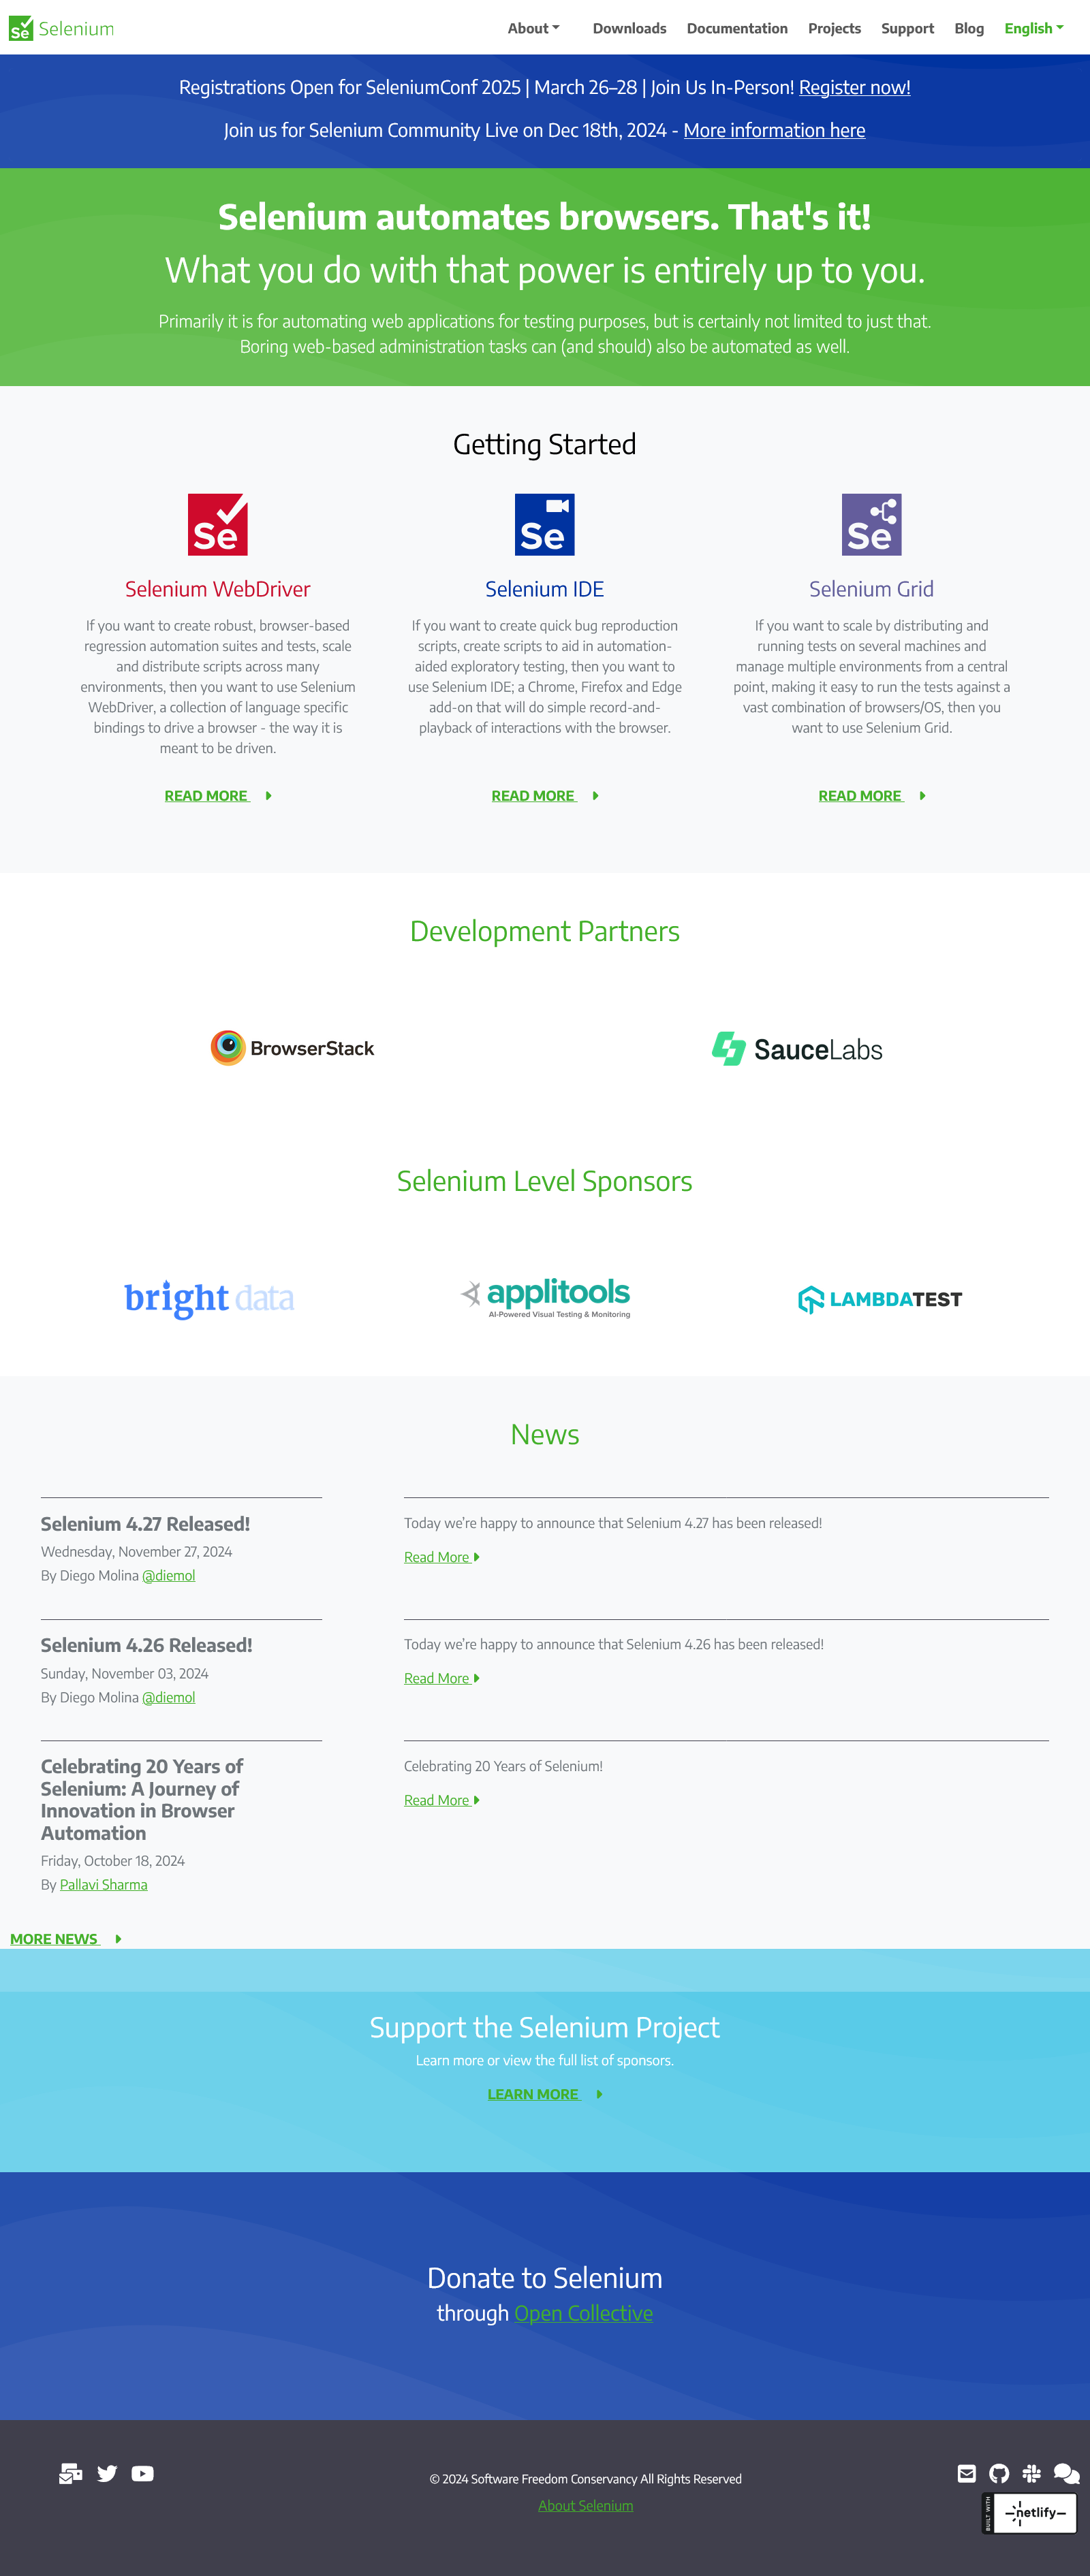 Se Selenium
About Downloads Documentation Projects Support Blog English
Registrations Open for SeleniumConf 2025 | March 26–28 | Join Us In-Person! Register now!
Join us for Selenium Community Live on Dec 18th, 2024 - More information here
Selenium automates browsers. That's it!
What you do with that power is entirely up to you.
Primarily it is for automating web applications for testing purposes, but is certainly not limited to just that.
Boring web-based administration tasks can (and should) also be automated as well.
Getting Started
Se
Selenium WebDriver
If you want to create robust, browser-based
regression automation suites and tests, scale
and distribute scripts across many
environments, then you want to use Selenium
WebDriver, a collection of language specific
bindings to drive a browser - the way it is
meant to be driven.
READ MORE
Se
Selenium IDE
If you want to create quick bug reproduction
scripts, create scripts to aid in automation-
aided exploratory testing, then you want to
use Selenium IDE; a Chrome, Firefox and Edge
add-on that will do simple record-and-
playback of interactions with the browser.
READ MORE
Se
Selenium Grid
If you want to scale by distributing and
running tests on several machines and
manage multiple environments from a central
point, making it easy to run the tests against a
vast combination of browsers/OS, then you
want to use Selenium Grid.
READ MORE
Development Partners
BrowserStack
SauceLabs
Selenium Level Sponsors
bright data
applitools
AI-Powered Visual Testing & Monitoring
LAMBDATEST
News
Selenium 4.27 Released!
Wednesday, November 27, 2024
By Diego Molina @diemol
Today we're happy to announce that Selenium 4.27 has been released!
Read More
Selenium 4.26 Released!
Sunday, November 03, 2024
By Diego Molina @diemol
Today we're happy to announce that Selenium 4.26 has been released!
Read More
Celebrating 20 Years of
Selenium: A Journey of
Innovation in Browser
Automation
Friday, October 18, 2024
By Pallavi Sharma
Celebrating 20 Years of Selenium!
Read More
MORE NEWS
Support the Selenium Project
Learn more or view the full list of sponsors.
LEARN MORE
Donate to Selenium
through Open Collective
© 2024 Software Freedom Conservancy All Rights Reserved
About Selenium
BUILT WITH
netlify